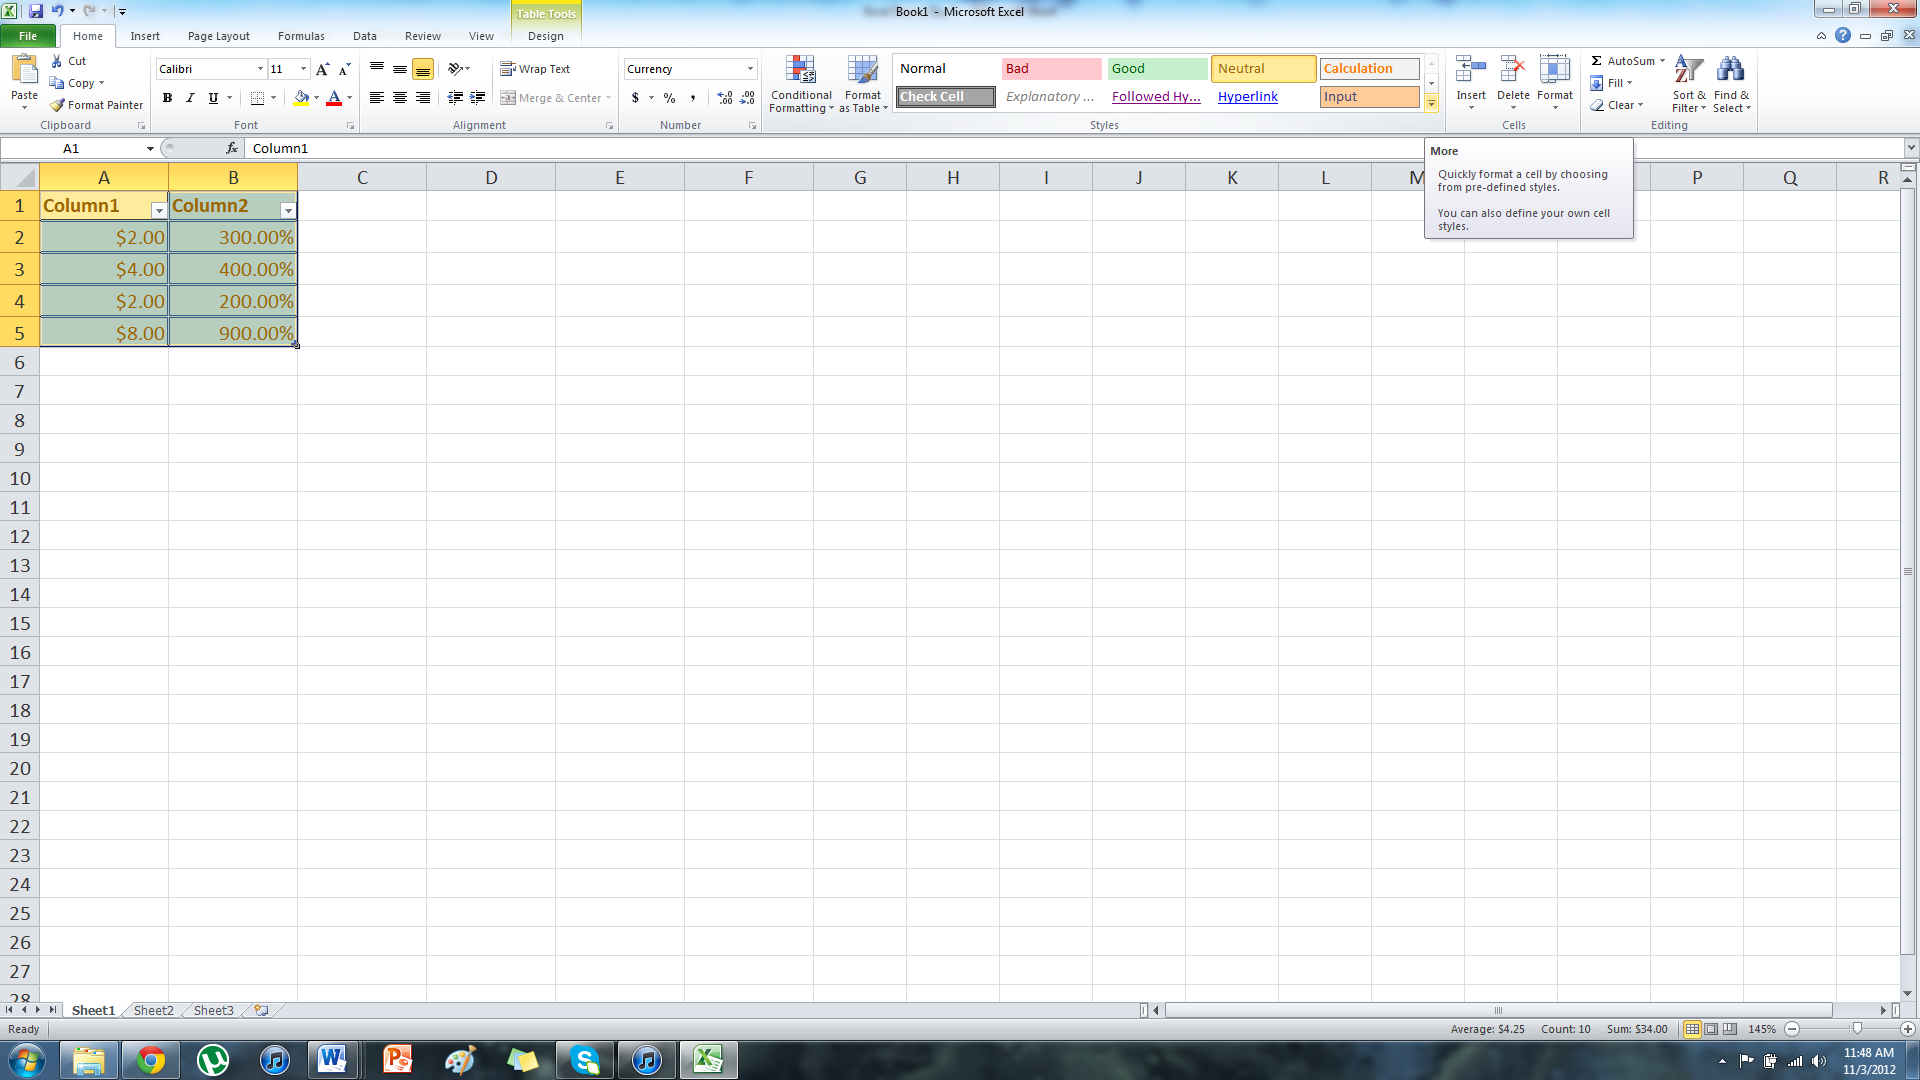 Table Tools
Book1 - Microsoft Excel
File Home Insert Page Layout Formulas Data Review View Design
Paste
Cut
Copy
Format Painter
Clipboard
Calibri 11
B I U
Font
Wrap Text
Merge & Center
Alignment
Currency
$ % ,
Number
Conditional Formatting
Format as Table
Normal Bad Good Neutral Calculation
Check Cell Explanatory ... Followed Hy... Hyperlink Input
Styles
Insert Delete Format
Cells
Σ AutoSum
Fill
Clear
Sort & Filter
Find & Select
Editing
A1 fx Column1
More
Quickly format a cell by choosing
from pre-defined styles.
You can also define your own cell
styles.
A B C D E F G H I J K L M P Q R
1 Column1 Column2
2 $2.00 300.00%
3 $4.00 400.00%
4 $2.00 200.00%
5 $8.00 900.00%
6
7
8
9
10
11
12
13
14
15
16
17
18
19
20
21
22
23
24
25
26
27
28
Sheet1 Sheet2 Sheet3
Ready Average: $4.25 Count: 10 Sum: $34.00 145%
11:48 AM
11/3/2012